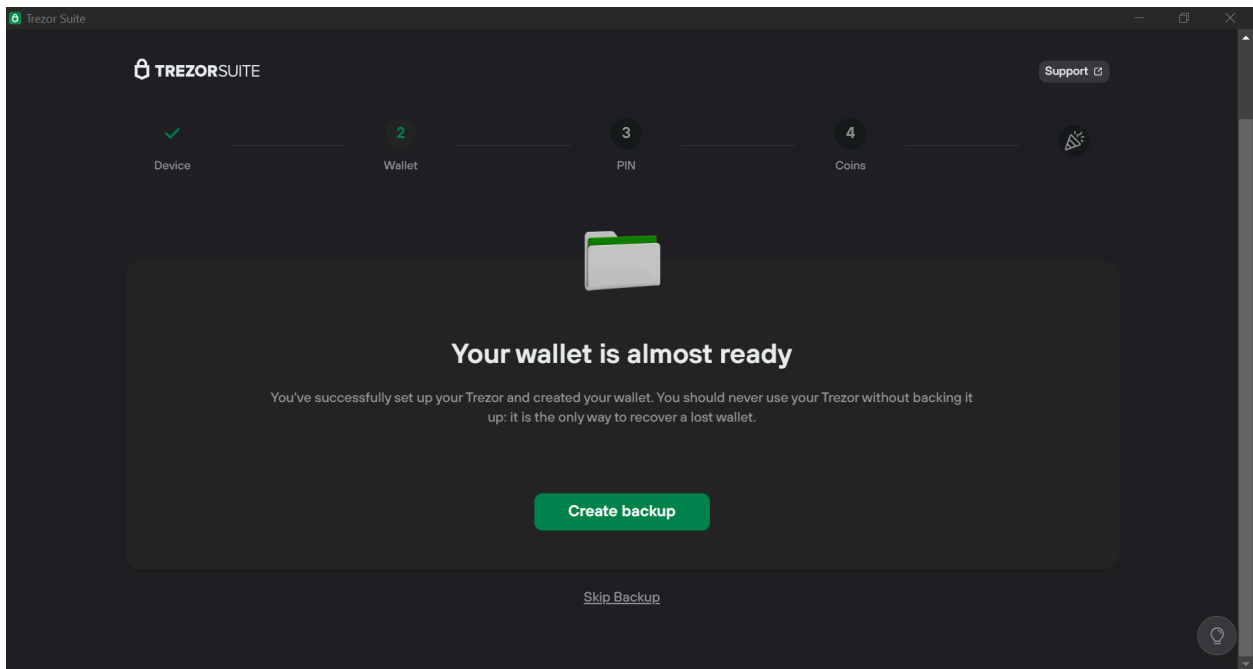 Trezor Suite
TREZORSUITE
Support
2
3
4
Device
Wallet
PIN
Coins
Your wallet is almost ready
You've successfully set up your Trezor and created your wallet. You should never use your Trezor without backing it
up: it is the only way to recover a lost wallet.
Create backup
Skip Backup